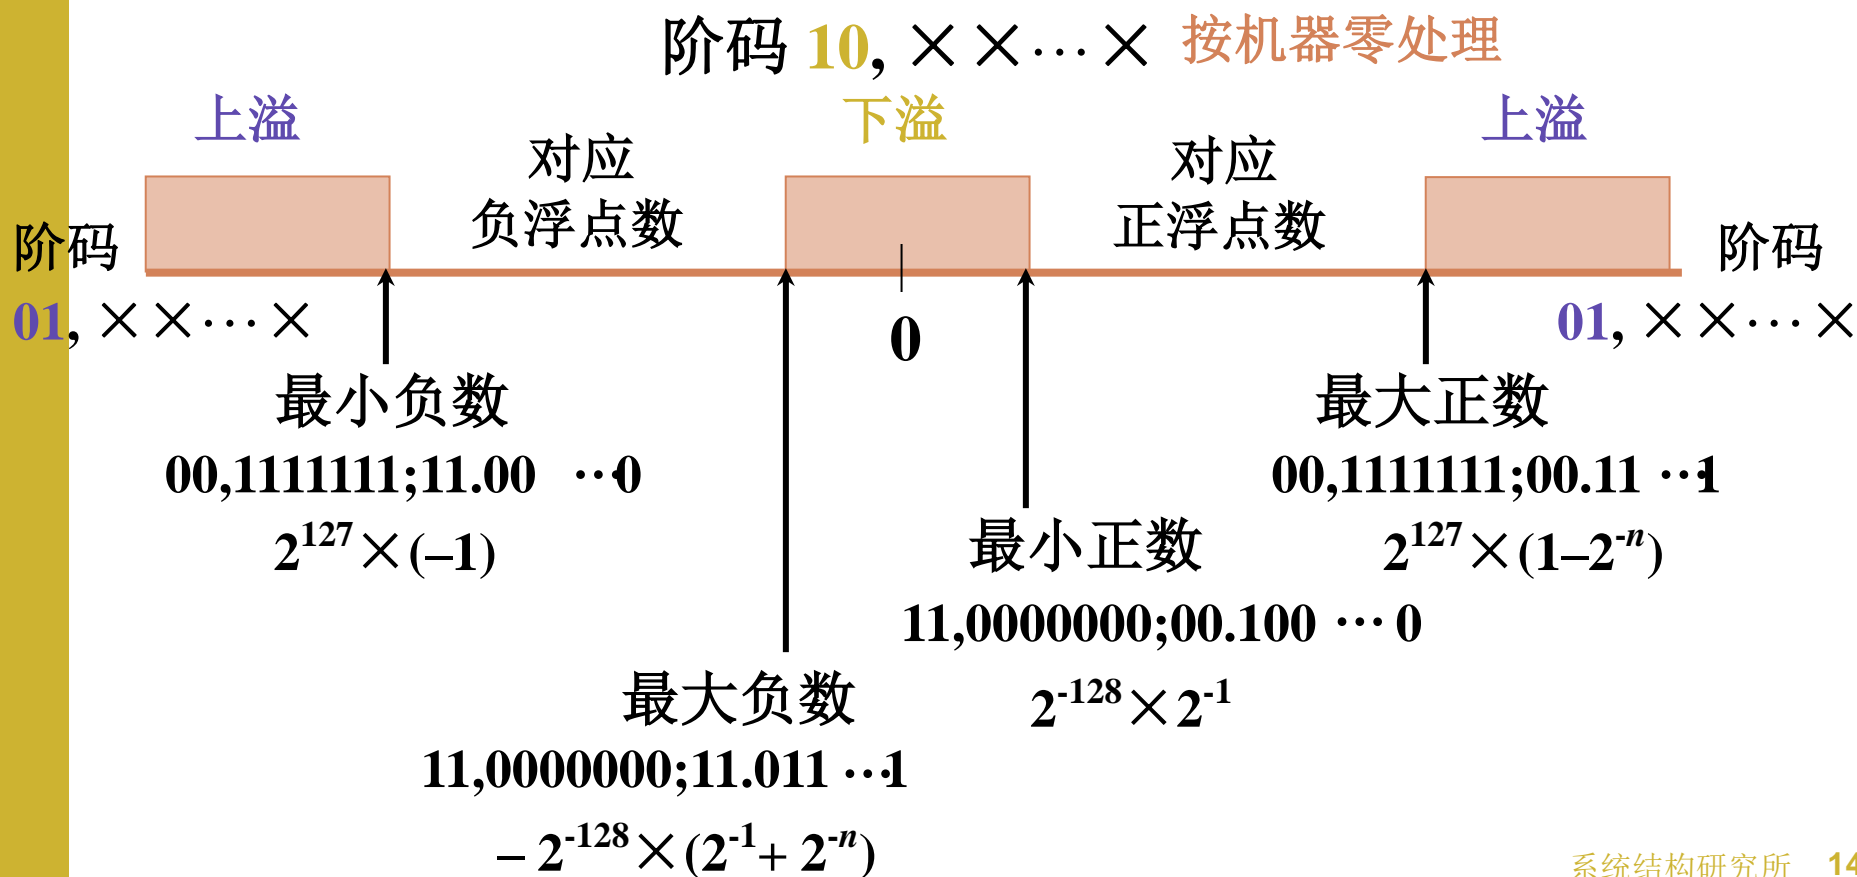 阶码 10, ××···× 按机器零处理
上溢
下溢
上溢
对应
负浮点数
对应
正浮点数
阶码
01, ××···×
阶码
01, ××···×
0
最小负数
00,1111111;11.00 ···0
2^127×(–1)
最大正数
00,1111111;00.11 ···1
2^127×(1–2^-n)
最小正数
11,0000000;00.100 ··· 0
2^-128×2^-1
最大负数
11,0000000;11.011 ···1
– 2^-128×(2^-1+ 2^-n)
系统结构研究所 14